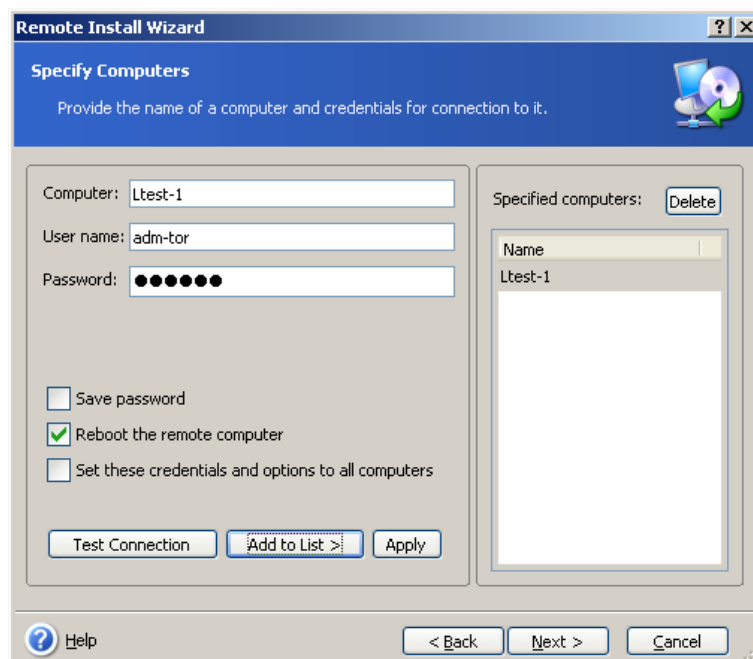 Remote Install Wizard
Specify Computers
Provide the name of a computer and credentials for connection to it.
Computer: Ltest-1
User name: adm-tor
Password: ●●●●●●
Save password
Reboot the remote computer
Set these credentials and options to all computers
Test Connection Add to List > Apply
Specified computers: Delete
Name
Ltest-1
Help < Back Next > Cancel